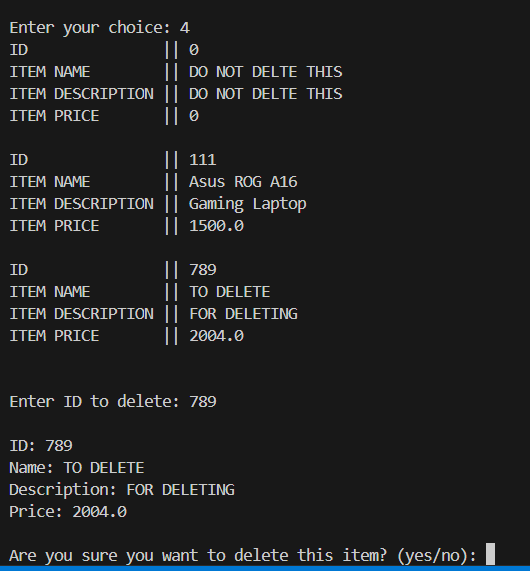 Enter your choice: 4
ID || 0
ITEM NAME || DO NOT DELTE THIS
ITEM DESCRIPTION || DO NOT DELTE THIS
ITEM PRICE || 0
ID || 111
ITEM NAME || Asus ROG A16
ITEM DESCRIPTION || Gaming Laptop
ITEM PRICE || 1500.0
ID || 789
ITEM NAME || TO DELETE
ITEM DESCRIPTION || FOR DELETING
ITEM PRICE || 2004.0
Enter ID to delete: 789
ID: 789
Name: TO DELETE
Description: FOR DELETING
Price: 2004.0
Are you sure you want to delete this item? (yes/no):